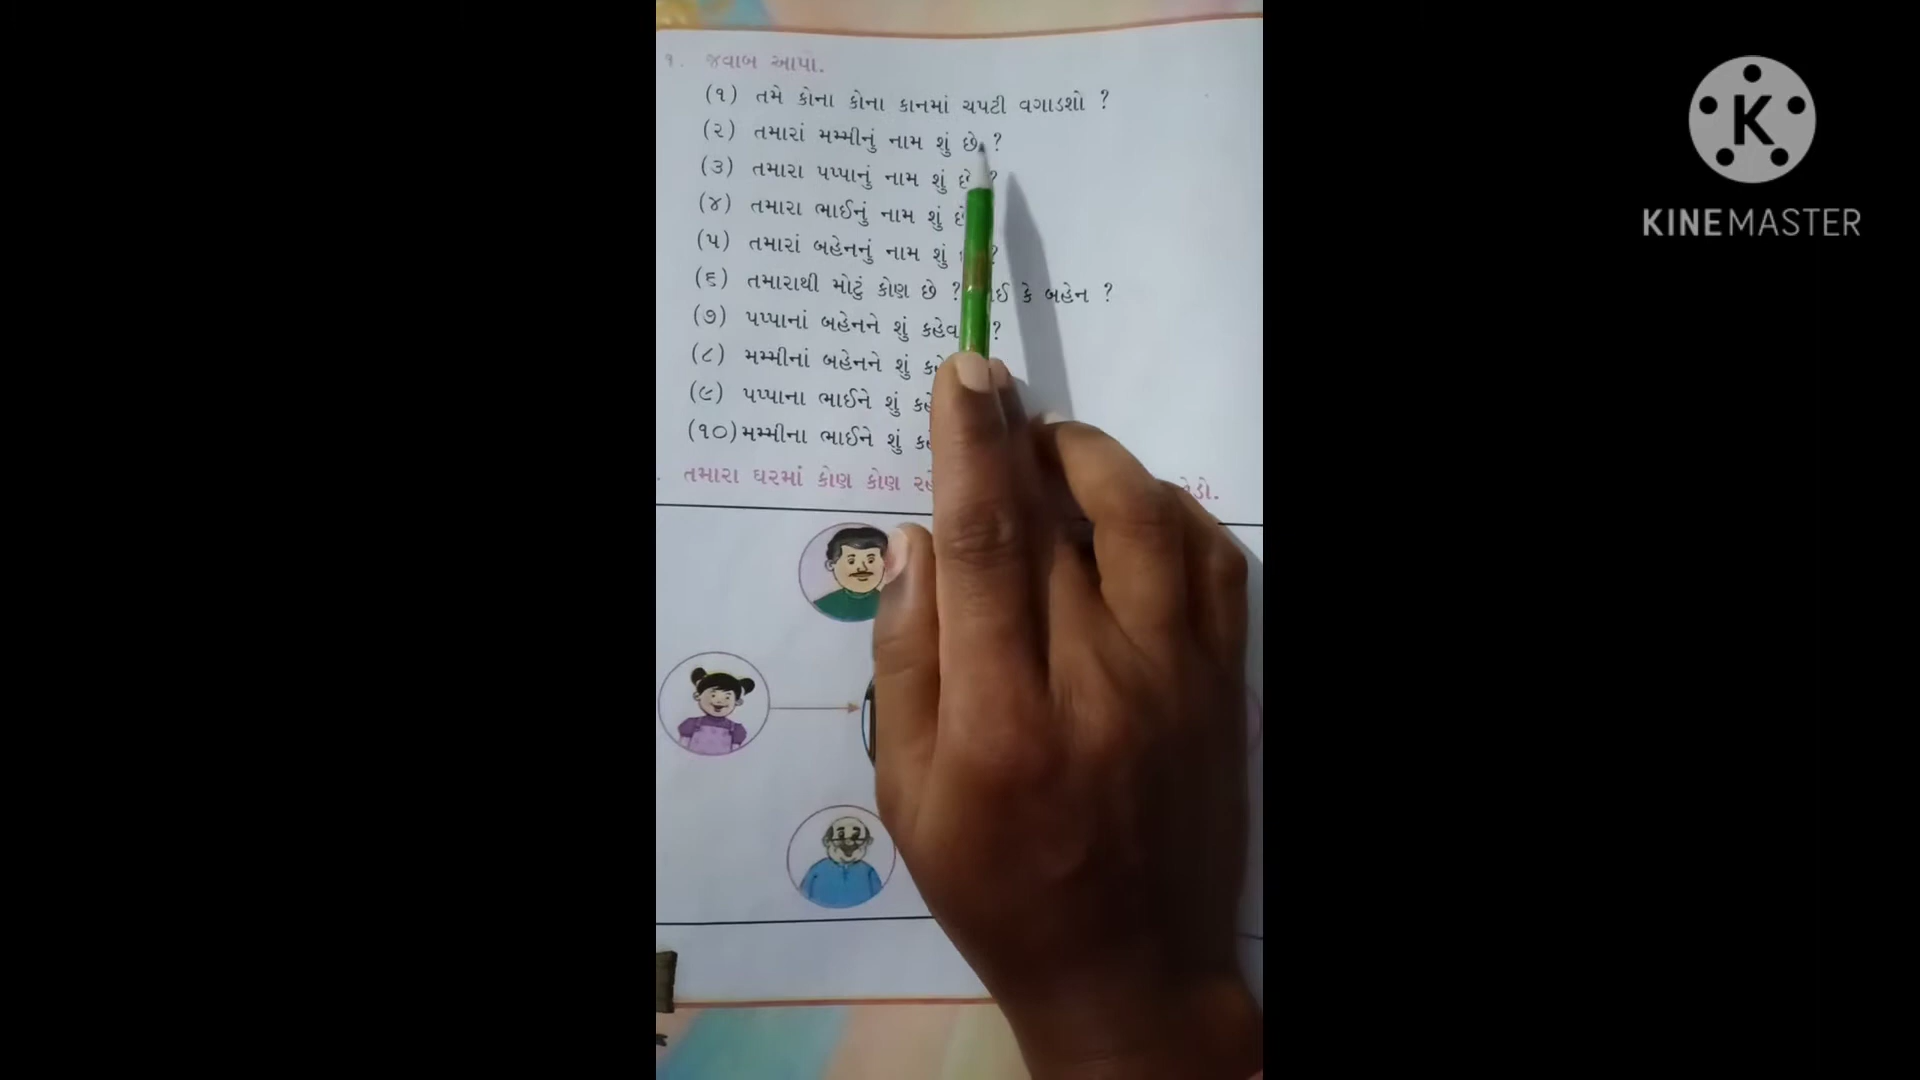 ૧. જવાબ આપો.
(૧) તમે કોના કોના કાનમાં ચપટી વગાડશો ?
(૨) તમારાં મમ્મીનું નામ શું છે ?
(૩) તમારા પપ્પાનું નામ શું છે ?
(૪) તમારા ભાઈનું નામ શું છે
(૫) તમારાં બહેનનું નામ શું ?
(૬) તમારાથી મોટું કોણ છે ? કે બહેન ?
(૭) પપ્પાનાં બહેનને શું ?
(૮) મમ્મીનાં બહેનને શું
(૯) પપ્પાના ભાઈને શું
(૧૦) મમ્મીના ભાઈને શું
તમારા ઘરમાં કોણ કોણ
K
KINEMASTER